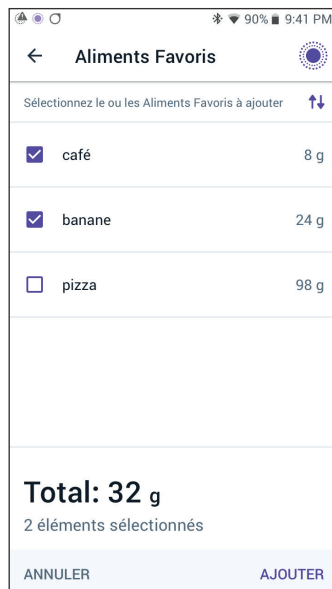 90% 9:41 PM
Aliments Favoris
Sélectionnez le ou les Aliments Favoris à ajouter
café 8 g
banane 24 g
pizza 98 g
Total: 32 g
2 éléments sélectionnés
ANNULER AJOUTER